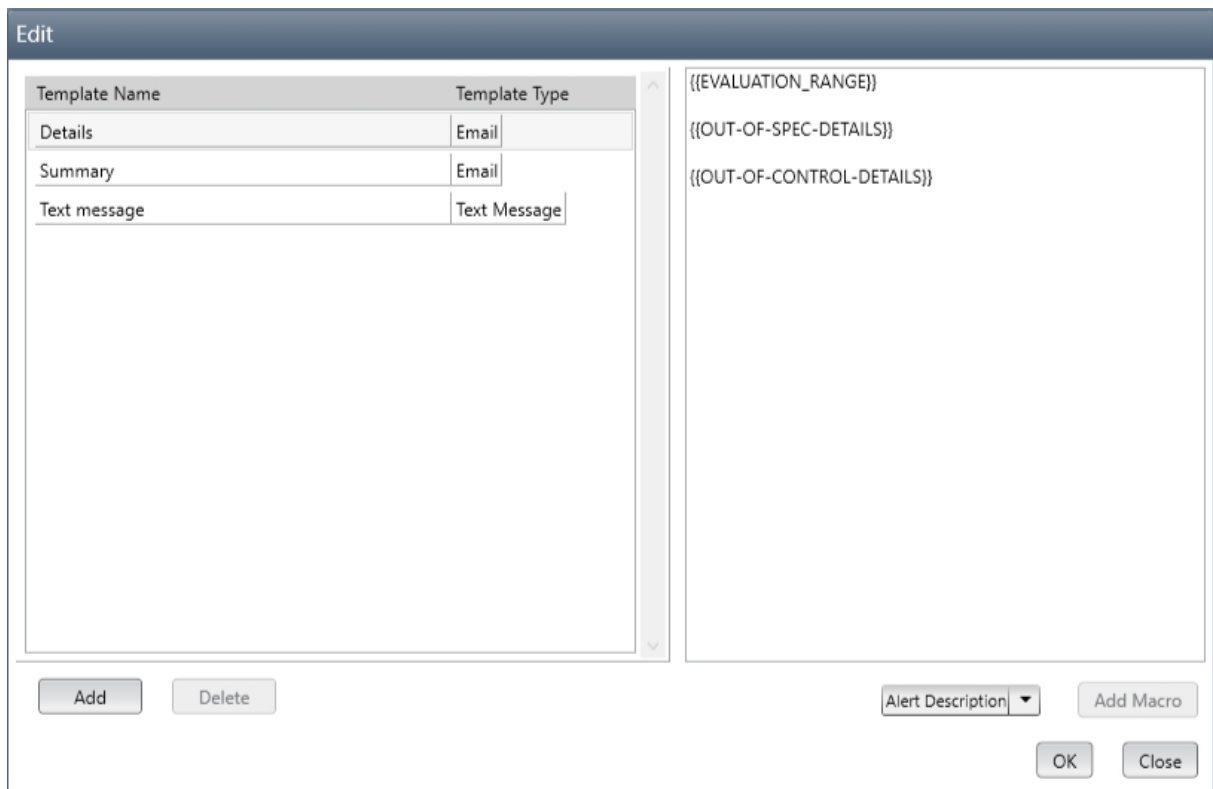 Edit
Template Name Template Type
Details Email
Summary Email
Text message Text Message
{{EVALUATION_RANGE}}
{{OUT-OF-SPEC-DETAILS}}
{{OUT-OF-CONTROL-DETAILS}}
Add Delete
Alert Description Add Macro
OK Close